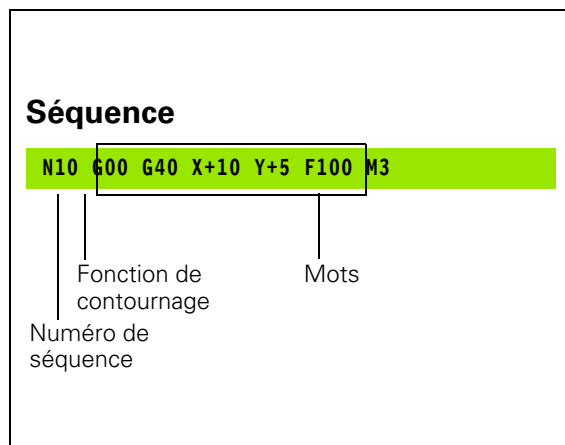 Séquence
N10 G00 G40 X+10 Y+5 F100 M3
Fonction de
contournage
Mots
Numéro de
séquence